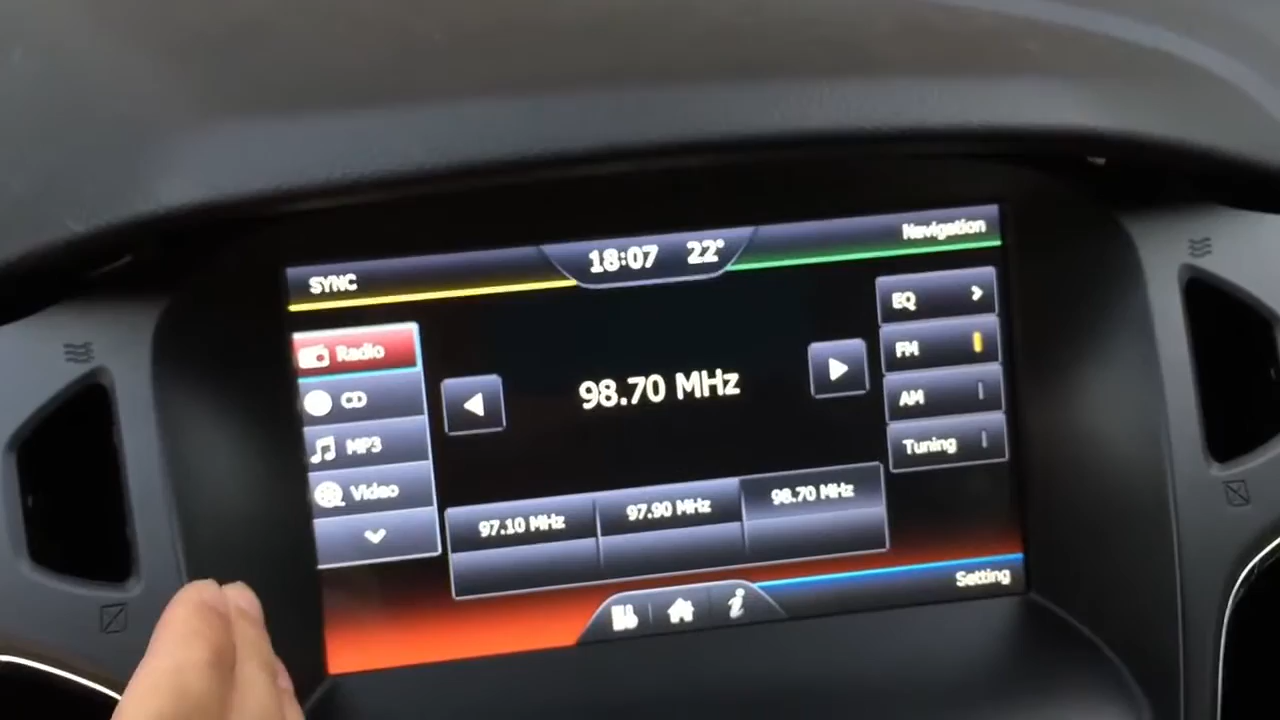 SYNC
18:07 22°
Navigation
Radio
CD
MP3
Video
98.70 MHz
EQ
FM
AM
Tuning
97.10 MHz
97.90 MHz
98.70 MHz
Setting